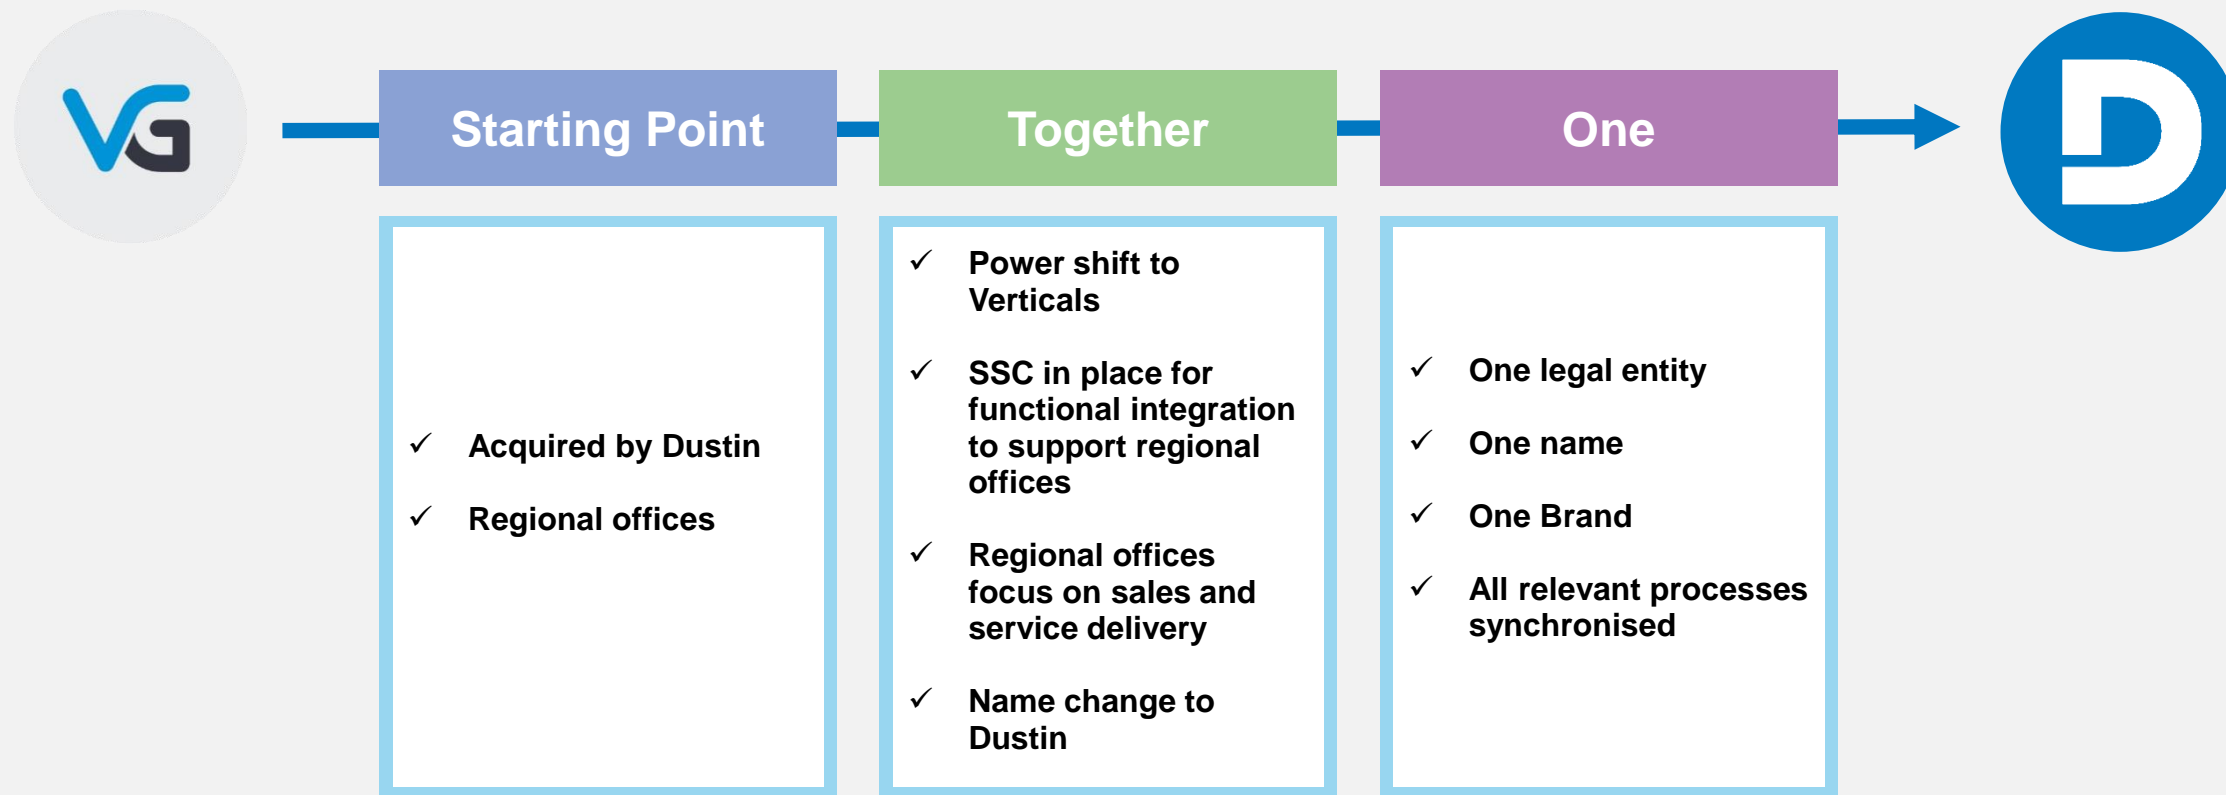 VG
Starting Point
Together
One
D
Acquired by Dustin
Regional offices
Power shift to
Verticals
SSC in place for
functional integration
to support regional
offices
Regional offices
focus on sales and
service delivery
Name change to
Dustin
One legal entity
One name
One Brand
All relevant processes
synchronised